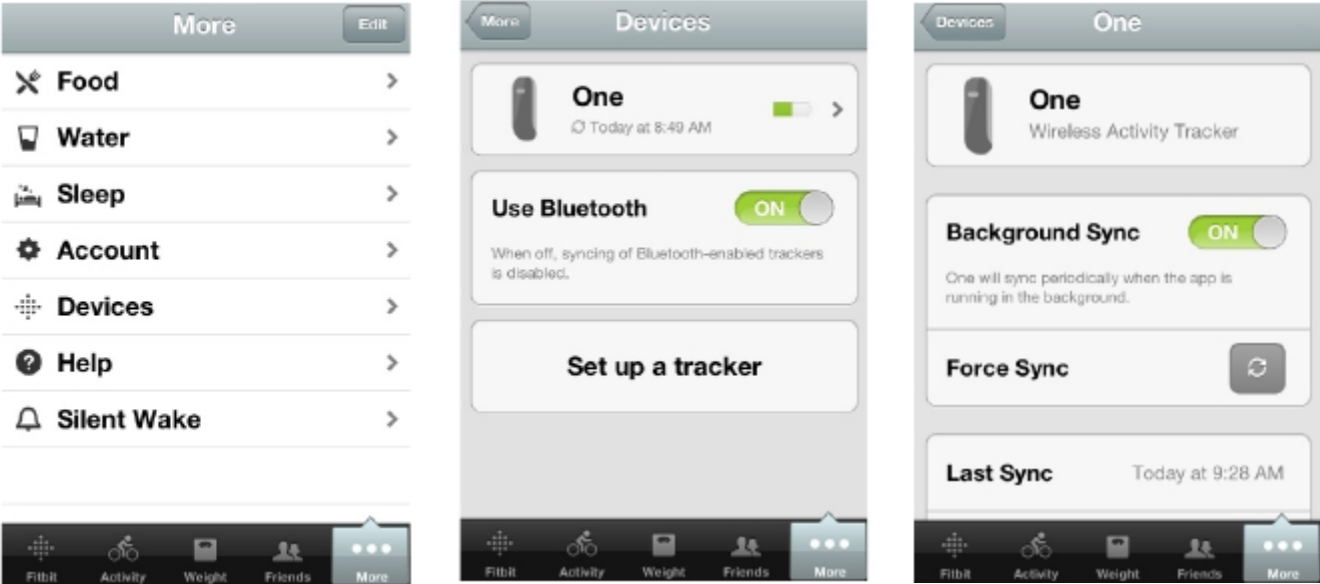 More
Edit
Food
Water
Sleep
Account
Devices
Help
Silent Wake
Fitbit
Activity
Weight
Friends
More
More
Devices
One
Today at 8:49 AM
Use Bluetooth
ON
When off, syncing of Bluetooth-enabled trackers
is disabled.
Set up a tracker
Fitbit
Activity
Weight
Friends
More
Devices
One
One
Wireless Activity Tracker
Background Sync
ON
One will sync periodically when the app is
running in the background.
Force Sync
Last Sync
Today at 9:28 AM
Fitbit
Activity
Weight
Friends
More